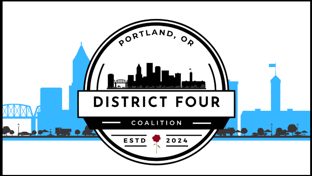 PORTLAND, OR
DISTRICT FOUR
COALITION
ESTD 2024